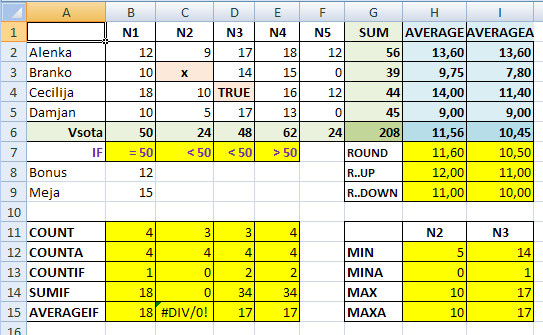 A B C D E F G H I
1 N1 N2 N3 N4 N5 SUM AVERAGE AVERAGEA
2 Alenka 12 9 17 18 12 56 13,60 13,60
3 Branko 10 x 14 15 0 39 9,75 7,80
4 Cecilija 18 10 TRUE 16 12 44 14,00 11,40
5 Damjan 10 5 17 13 0 45 9,00 9,00
6 Vsota 50 24 48 62 24 208 11,56 10,45
7 IF = 50 < 50 < 50 > 50 ROUND 11,60 10,50
8 Bonus 12 R..UP 12,00 11,00
9 Meja 15 R..DOWN 11,00 10,00
10
11 COUNT 4 3 3 4 N2 N3
12 COUNTA 4 4 4 4 MIN 5 14
13 COUNTIF 1 0 2 2 MINA 0 1
14 SUMIF 18 0 34 34 MAX 10 17
15 AVERAGEIF 18 #DIV/0! 17 17 MAXA 10 17